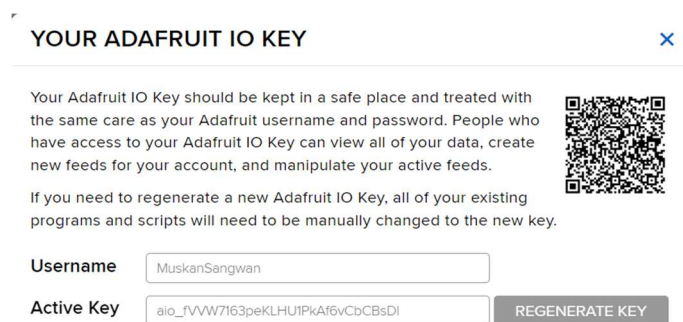 YOUR ADAFRUIT IO KEY
Your Adafruit IO Key should be kept in a safe place and treated with
the same care as your Adafruit username and password. People who
have access to your Adafruit IO Key can view all of your data, create
new feeds for your account, and manipulate your active feeds.
If you need to regenerate a new Adafruit IO Key, all of your existing
programs and scripts will need to be manually changed to the new key.
Username MuskanSangwan
Active Key REGENERATE KEY